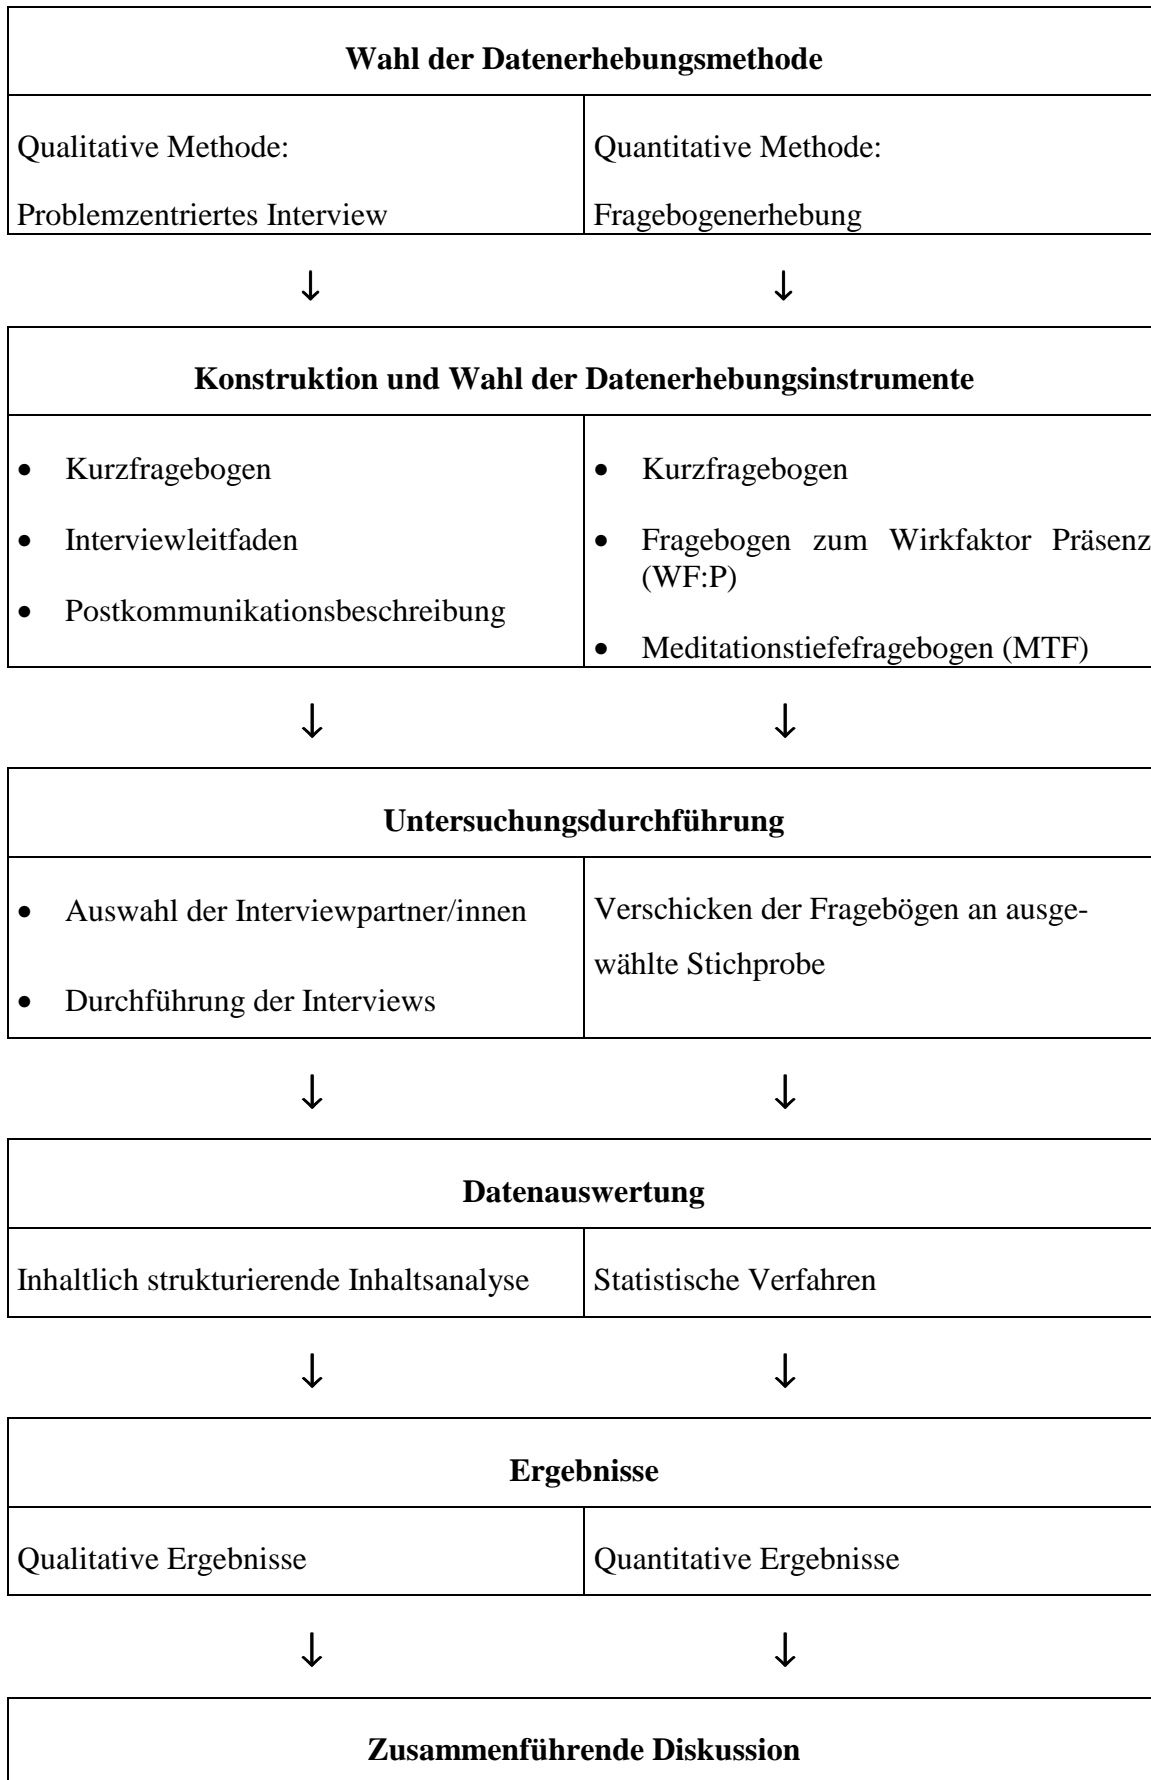 Wahl der Datenerhebungsmethode
Qualitative Methode:
Problemzentriertes Interview
Quantitative Methode:
Fragebogenerhebung
↓ ↓
Konstruktion und Wahl der Datenerhebungsinstrumente
• Kurzfragebogen
• Interviewleitfaden
• Postkommunikationsbeschreibung
• Kurzfragebogen
• Fragebogen zum Wirkfaktor Präsenz
(WF:P)
• Meditationstiefefragebogen (MTF)
↓ ↓
Untersuchungsdurchführung
• Auswahl der Interviewpartner/innen
• Durchführung der Interviews
Verschicken der Fragebögen an ausge-
wählte Stichprobe
↓ ↓
Datenauswertung
Inhaltlich strukturierende Inhaltsanalyse
Statistische Verfahren
↓ ↓
Ergebnisse
Qualitative Ergebnisse
Quantitative Ergebnisse
↓ ↓
Zusammenführende Diskussion